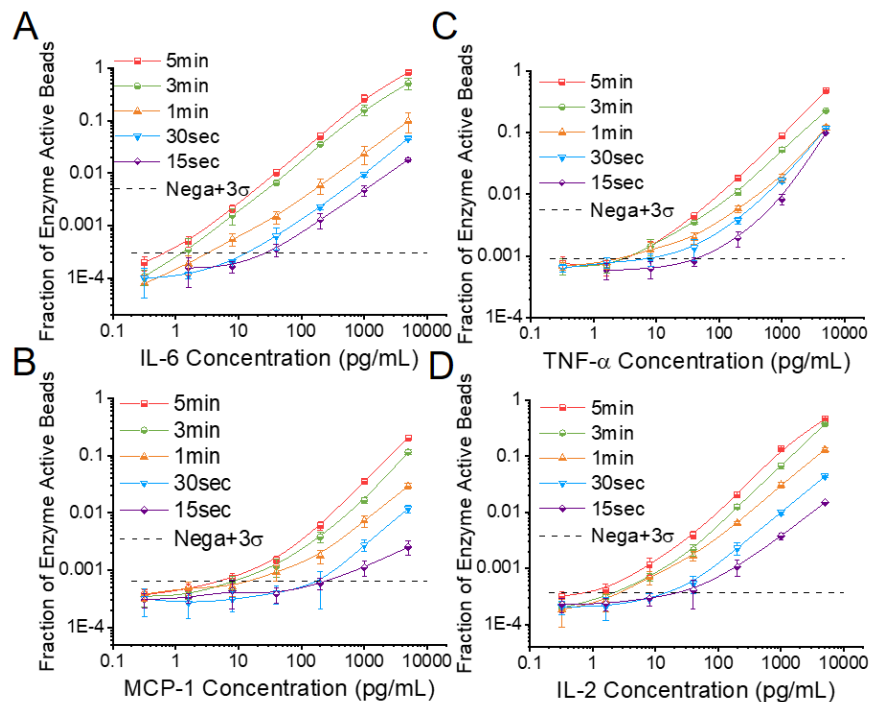 A
5min
3min
1min
30sec
15sec
Nega+3σ
1
0.1
0.01
0.001
1E-4
Fraction of Enzyme Active Beads
0.1 1 10 100 1000 10000
IL-6 Concentration (pg/mL)
C
5min
3min
1min
30sec
15sec
Nega+3σ
1
0.1
0.01
0.001
1E-4
Fraction of Enzyme Active Beads
0.1 1 10 100 1000 10000
TNF-α Concentration (pg/mL)
B
5min
3min
1min
30sec
15sec
Nega+3σ
1
0.1
0.01
0.001
1E-4
Fraction of Enzyme Active Beads
0.1 1 10 100 1000 10000
MCP-1 Concentration (pg/mL)
D
5min
3min
1min
30sec
15sec
Nega+3σ
1
0.1
0.01
0.001
1E-4
Fraction of Enzyme Active Beads
0.1 1 10 100 1000 10000
IL-2 Concentration (pg/mL)